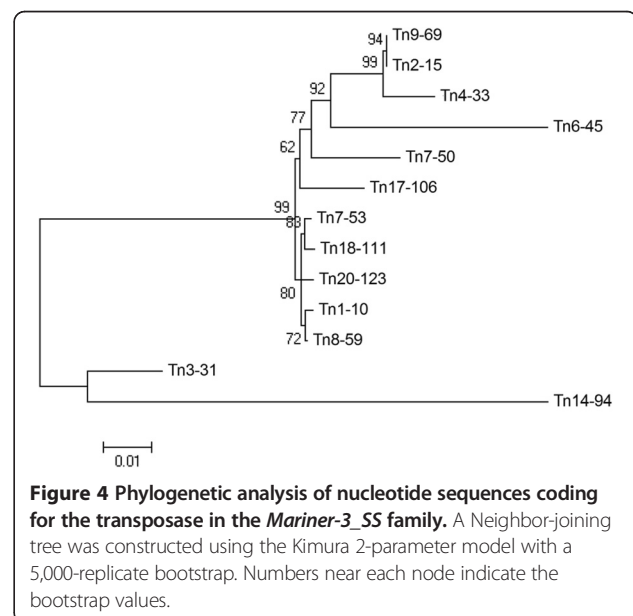 94
Tn9-69
99
Tn2-15
92
Tn4-33
77
Tn6-45
62
Tn7-50
Tn17-106
99
83
Tn7-53
Tn18-111
Tn20-123
80
Tn1-10
72
Tn8-59
Tn3-31
Tn14-94
0.01
Figure 4 Phylogenetic analysis of nucleotide sequences coding
for the transposase in the Mariner-3_SS family. A Neighbor-joining
tree was constructed using the Kimura 2-parameter model with a
5,000-replicate bootstrap. Numbers near each node indicate the
bootstrap values.